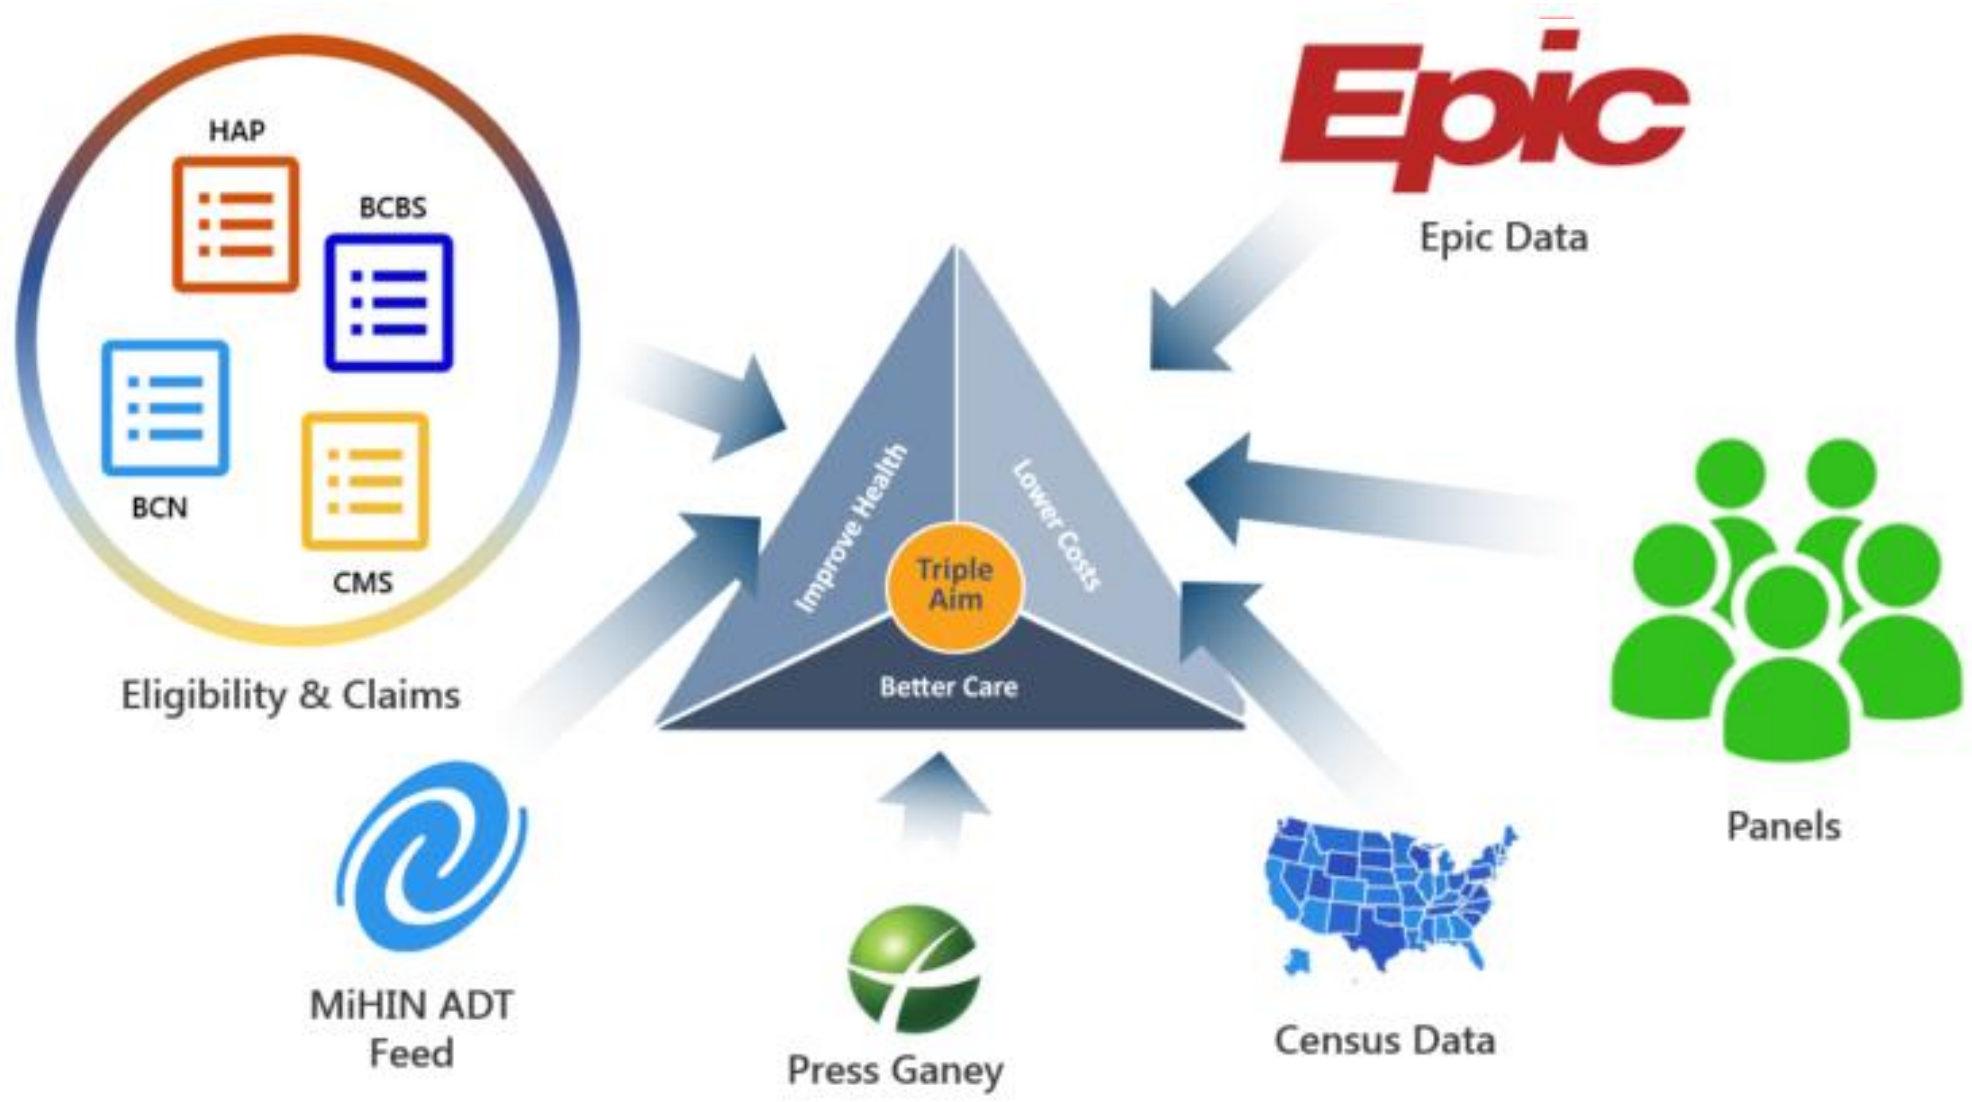 HAP
BCBS
BCN
CMS
Eligibility & Claims
Epic
Epic Data
Improve Health
Lower Costs
Triple
Aim
Better Care
Panels
MiHIN ADT
Feed
Press Ganey
Census Data